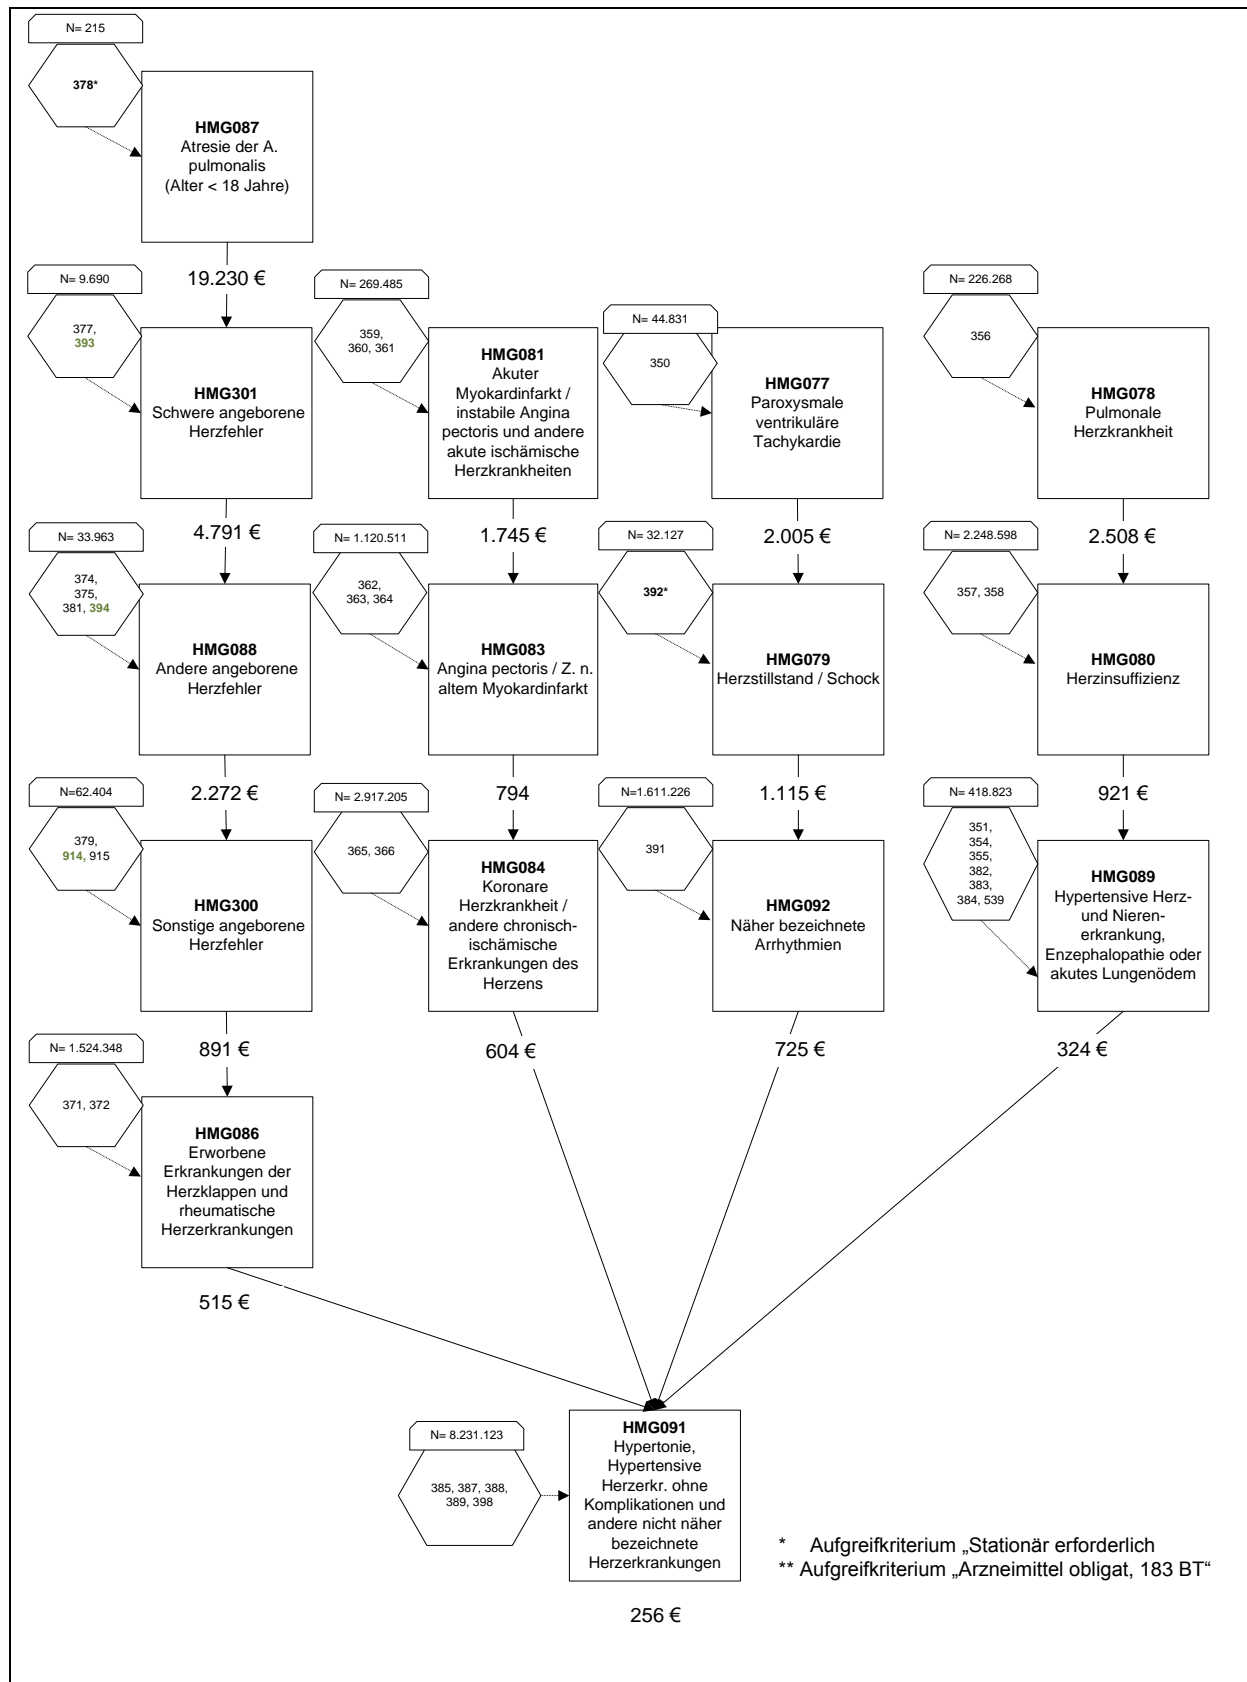 N= 215
378*
HMG087
Atresie der A.
pulmonalis
(Alter < 18 Jahre)
19.230 €
N= 9.690
377,
393
HMG301
Schwere angeborene
Herzfehler
4.791 €
N= 269.485
359,
360, 361
HMG081
Akuter
Myokardinfarkt /
instabile Angina
pectoris und andere
akute ischämische
Herzkrankheiten
1.745 €
N= 44.831
350
HMG077
Paroxysmale
ventrikuläre
Tachykardie
2.005 €
N= 226.268
356
HMG078
Pulmonale
Herzkrankheit
2.508 €
N= 33.963
374,
375,
381, 394
HMG088
Andere angeborene
Herzfehler
2.272 €
N= 1.120.511
362,
363, 364
HMG083
Angina pectoris / Z. n.
altem Myokardinfarkt
794
N= 32.127
392*
HMG079
Herzstillstand / Schock
1.115 €
N= 2.248.598
357, 358
HMG080
Herzinsuffizienz
921 €
N=62.404
379,
914, 915
HMG300
Sonstige angeborene
Herzfehler
891 €
N= 2.917.205
365, 366
HMG084
Koronare
Herzkrankheit /
andere chronisch-
ischämische
Erkrankungen des
Herzens
604 €
N=1.611.226
391
HMG092
Näher bezeichnete
Arrhythmien
725 €
N= 418.823
351,
354,
355,
382,
383,
384, 539
HMG089
Hypertensive Herz-
und Nieren-
erkrankung,
Enzephalopathie oder
akutes Lungenödem
324 €
N= 1.524.348
371, 372
HMG086
Erworbene
Erkrankungen der
Herzklappen und
rheumatische
Herzerkrankungen
515 €
N= 8.231.123
385, 387, 388,
389, 398
HMG091
Hypertonie,
Hypertensive
Herzerkr. ohne
Komplikationen und
andere nicht näher
bezeichnete
Herzerkrankungen
256 €
* Aufgreifkriterium „Stationär erforderlich
** Aufgreifkriterium „Arzneimittel obligat, 183 BT“